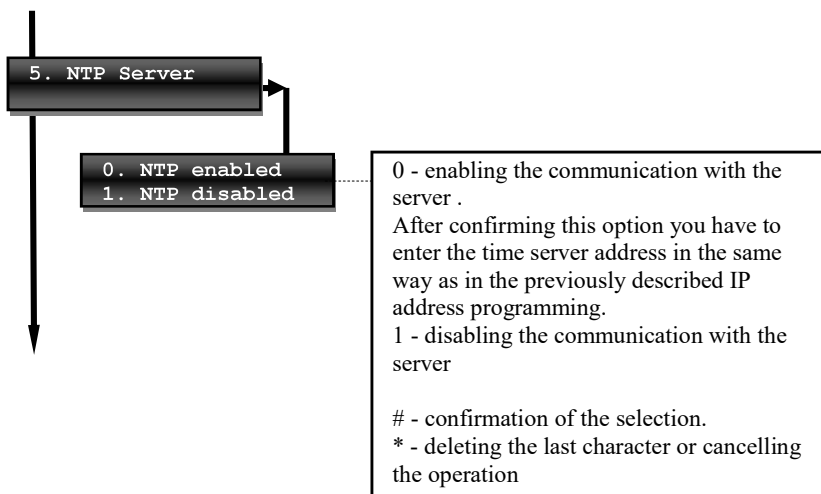 5. NTP Server
0. NTP enabled
1. NTP disabled
0 - enabling the communication with the
server .
After confirming this option you have to
enter the time server address in the same
way as in the previously described IP
address programming.
1 - disabling the communication with the
server
# - confirmation of the selection.
* - deleting the last character or cancelling
the operation